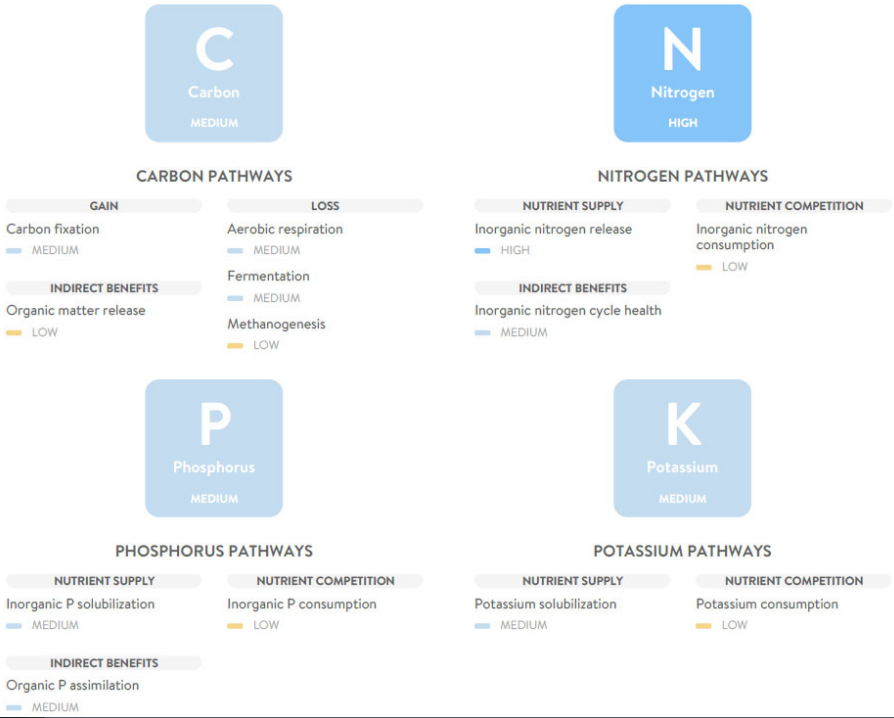 C
Carbon
MEDIUM
CARBON PATHWAYS
GAIN
Carbon fixation
MEDIUM
INDIRECT BENEFITS
Organic matter release
LOW
LOSS
Aerobic respiration
MEDIUM
Fermentation
MEDIUM
Methanogenesis
LOW
N
Nitrogen
HIGH
NITROGEN PATHWAYS
NUTRIENT SUPPLY
Inorganic nitrogen release
HIGH
INDIRECT BENEFITS
Inorganic nitrogen cycle health
MEDIUM
NUTRIENT COMPETITION
Inorganic nitrogen
consumption
LOW
P
Phosphorus
MEDIUM
PHOSPHORUS PATHWAYS
NUTRIENT SUPPLY
Inorganic P solubilization
MEDIUM
INDIRECT BENEFITS
Organic P assimilation
MEDIUM
NUTRIENT COMPETITION
Inorganic P consumption
LOW
K
Potassium
MEDIUM
POTASSIUM PATHWAYS
NUTRIENT SUPPLY
Potassium solubilization
MEDIUM
NUTRIENT COMPETITION
Potassium consumption
LOW